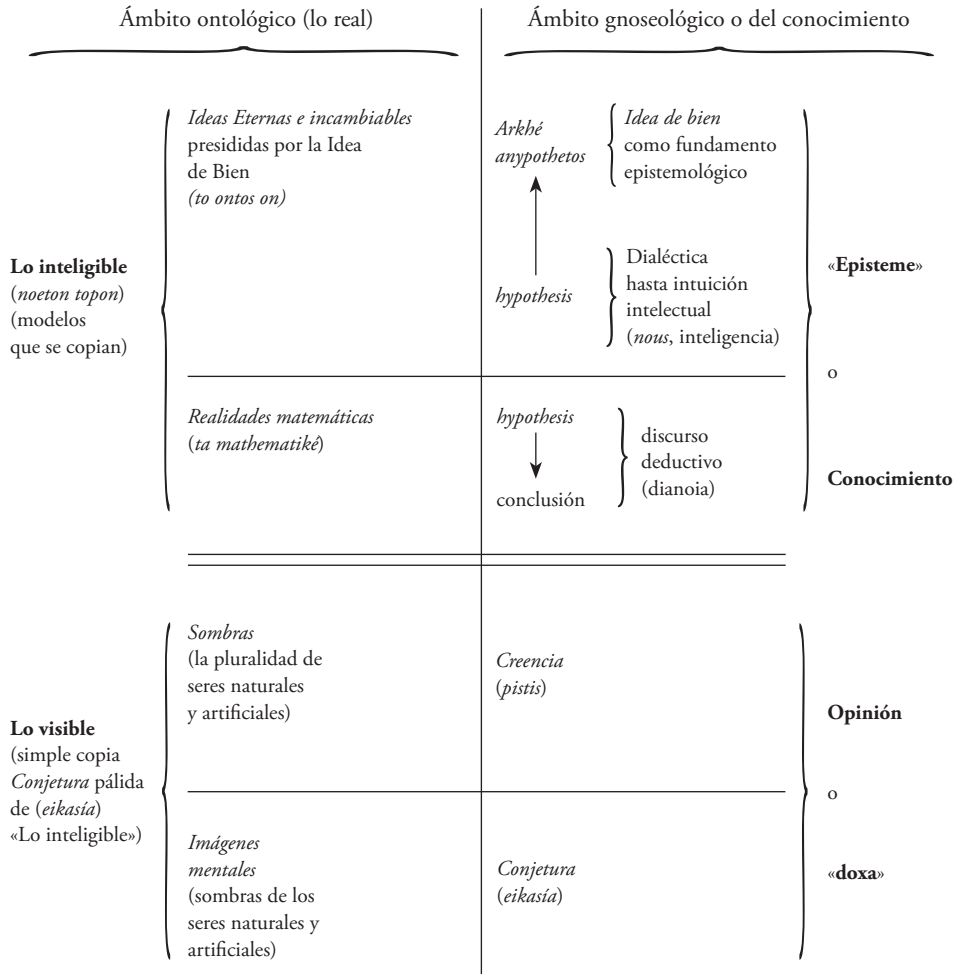 Ámbito ontológico (lo real)
Ámbito gnoseológico o del conocimiento
Lo inteligible
(noeton topon)
(modelos
que se copian)
Ideas Eternas e incambiables
presididas por la Idea
de Bien
(to ontos on)
Arkhé
anypothetos
Idea de bien
como fundamento
epistemológico
hypothesis
Dialéctica
hasta intuición
intelectual
(nous, inteligencia)
«Episteme»
o
Conocimiento
Realidades matemáticas
(ta mathematiké)
hypothesis
conclusión
discurso
deductivo
(dianoia)
Lo visible
(simple copia
Conjetura pálida
de (eikasía)
«Lo inteligible»)
Sombras
(la pluralidad de
seres naturales
y artificiales)
Creencia
(pistis)
Opinión
o
«doxa»
Imágenes
mentales
(sombras de los
seres naturales y
artificiales)
Conjetura
(eikasía)